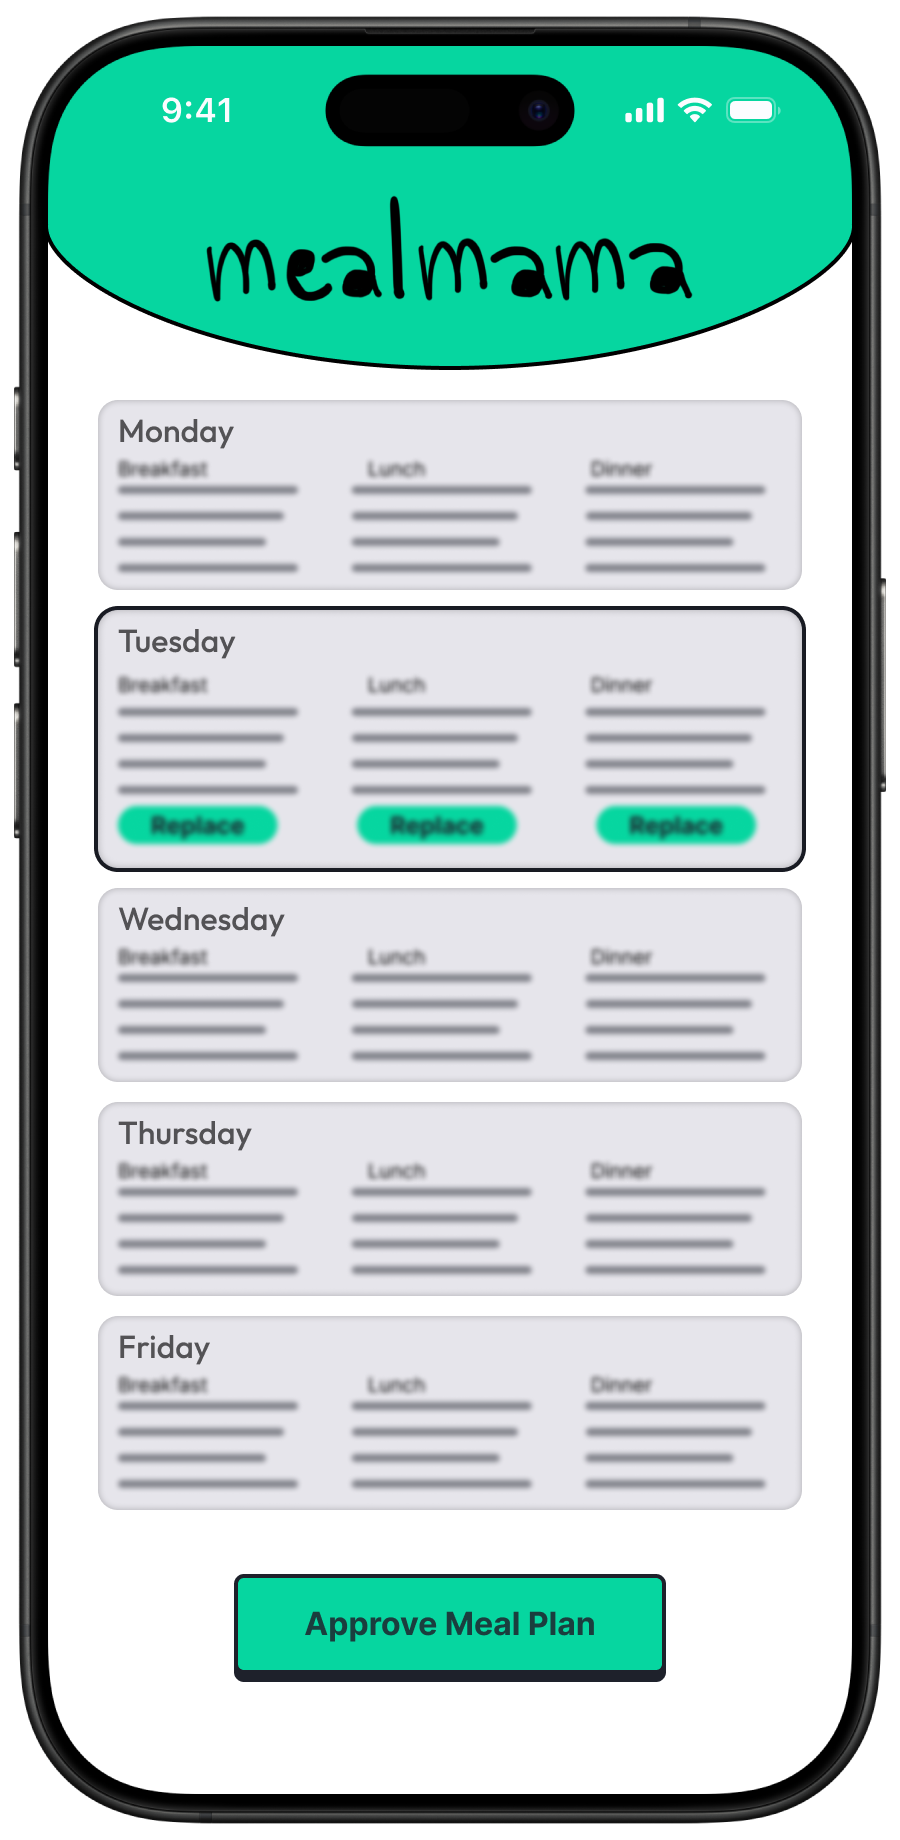 9:41
mealmama
Monday
Breakfast Lunch Dinner
Tuesday
Breakfast Lunch Dinner
Replace Replace Replace
Wednesday
Breakfast Lunch Dinner
Thursday
Breakfast Lunch Dinner
Friday
Breakfast Lunch Dinner
Approve Meal Plan